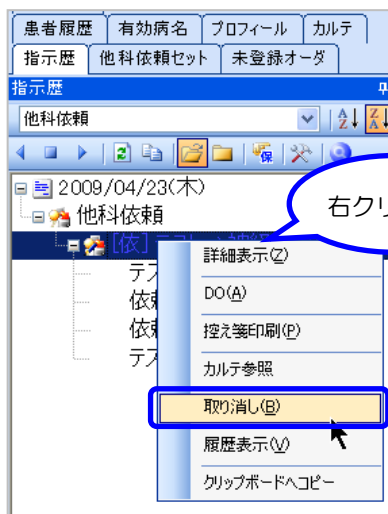 患者履歴 有効病名 プロフィール カルテ
指示歴 他科依頼セット 未登録オーダ
指示歴
他科依頼
2009/04/23(木)
他科依頼
[依]
右クリ
詳細表示(Z)
DO(A)
控え箋印刷(P)
カルテ参照
取り消し(B)
履歴表示(V)
クリップボードへコピー
テス
依頼
依頼
テス